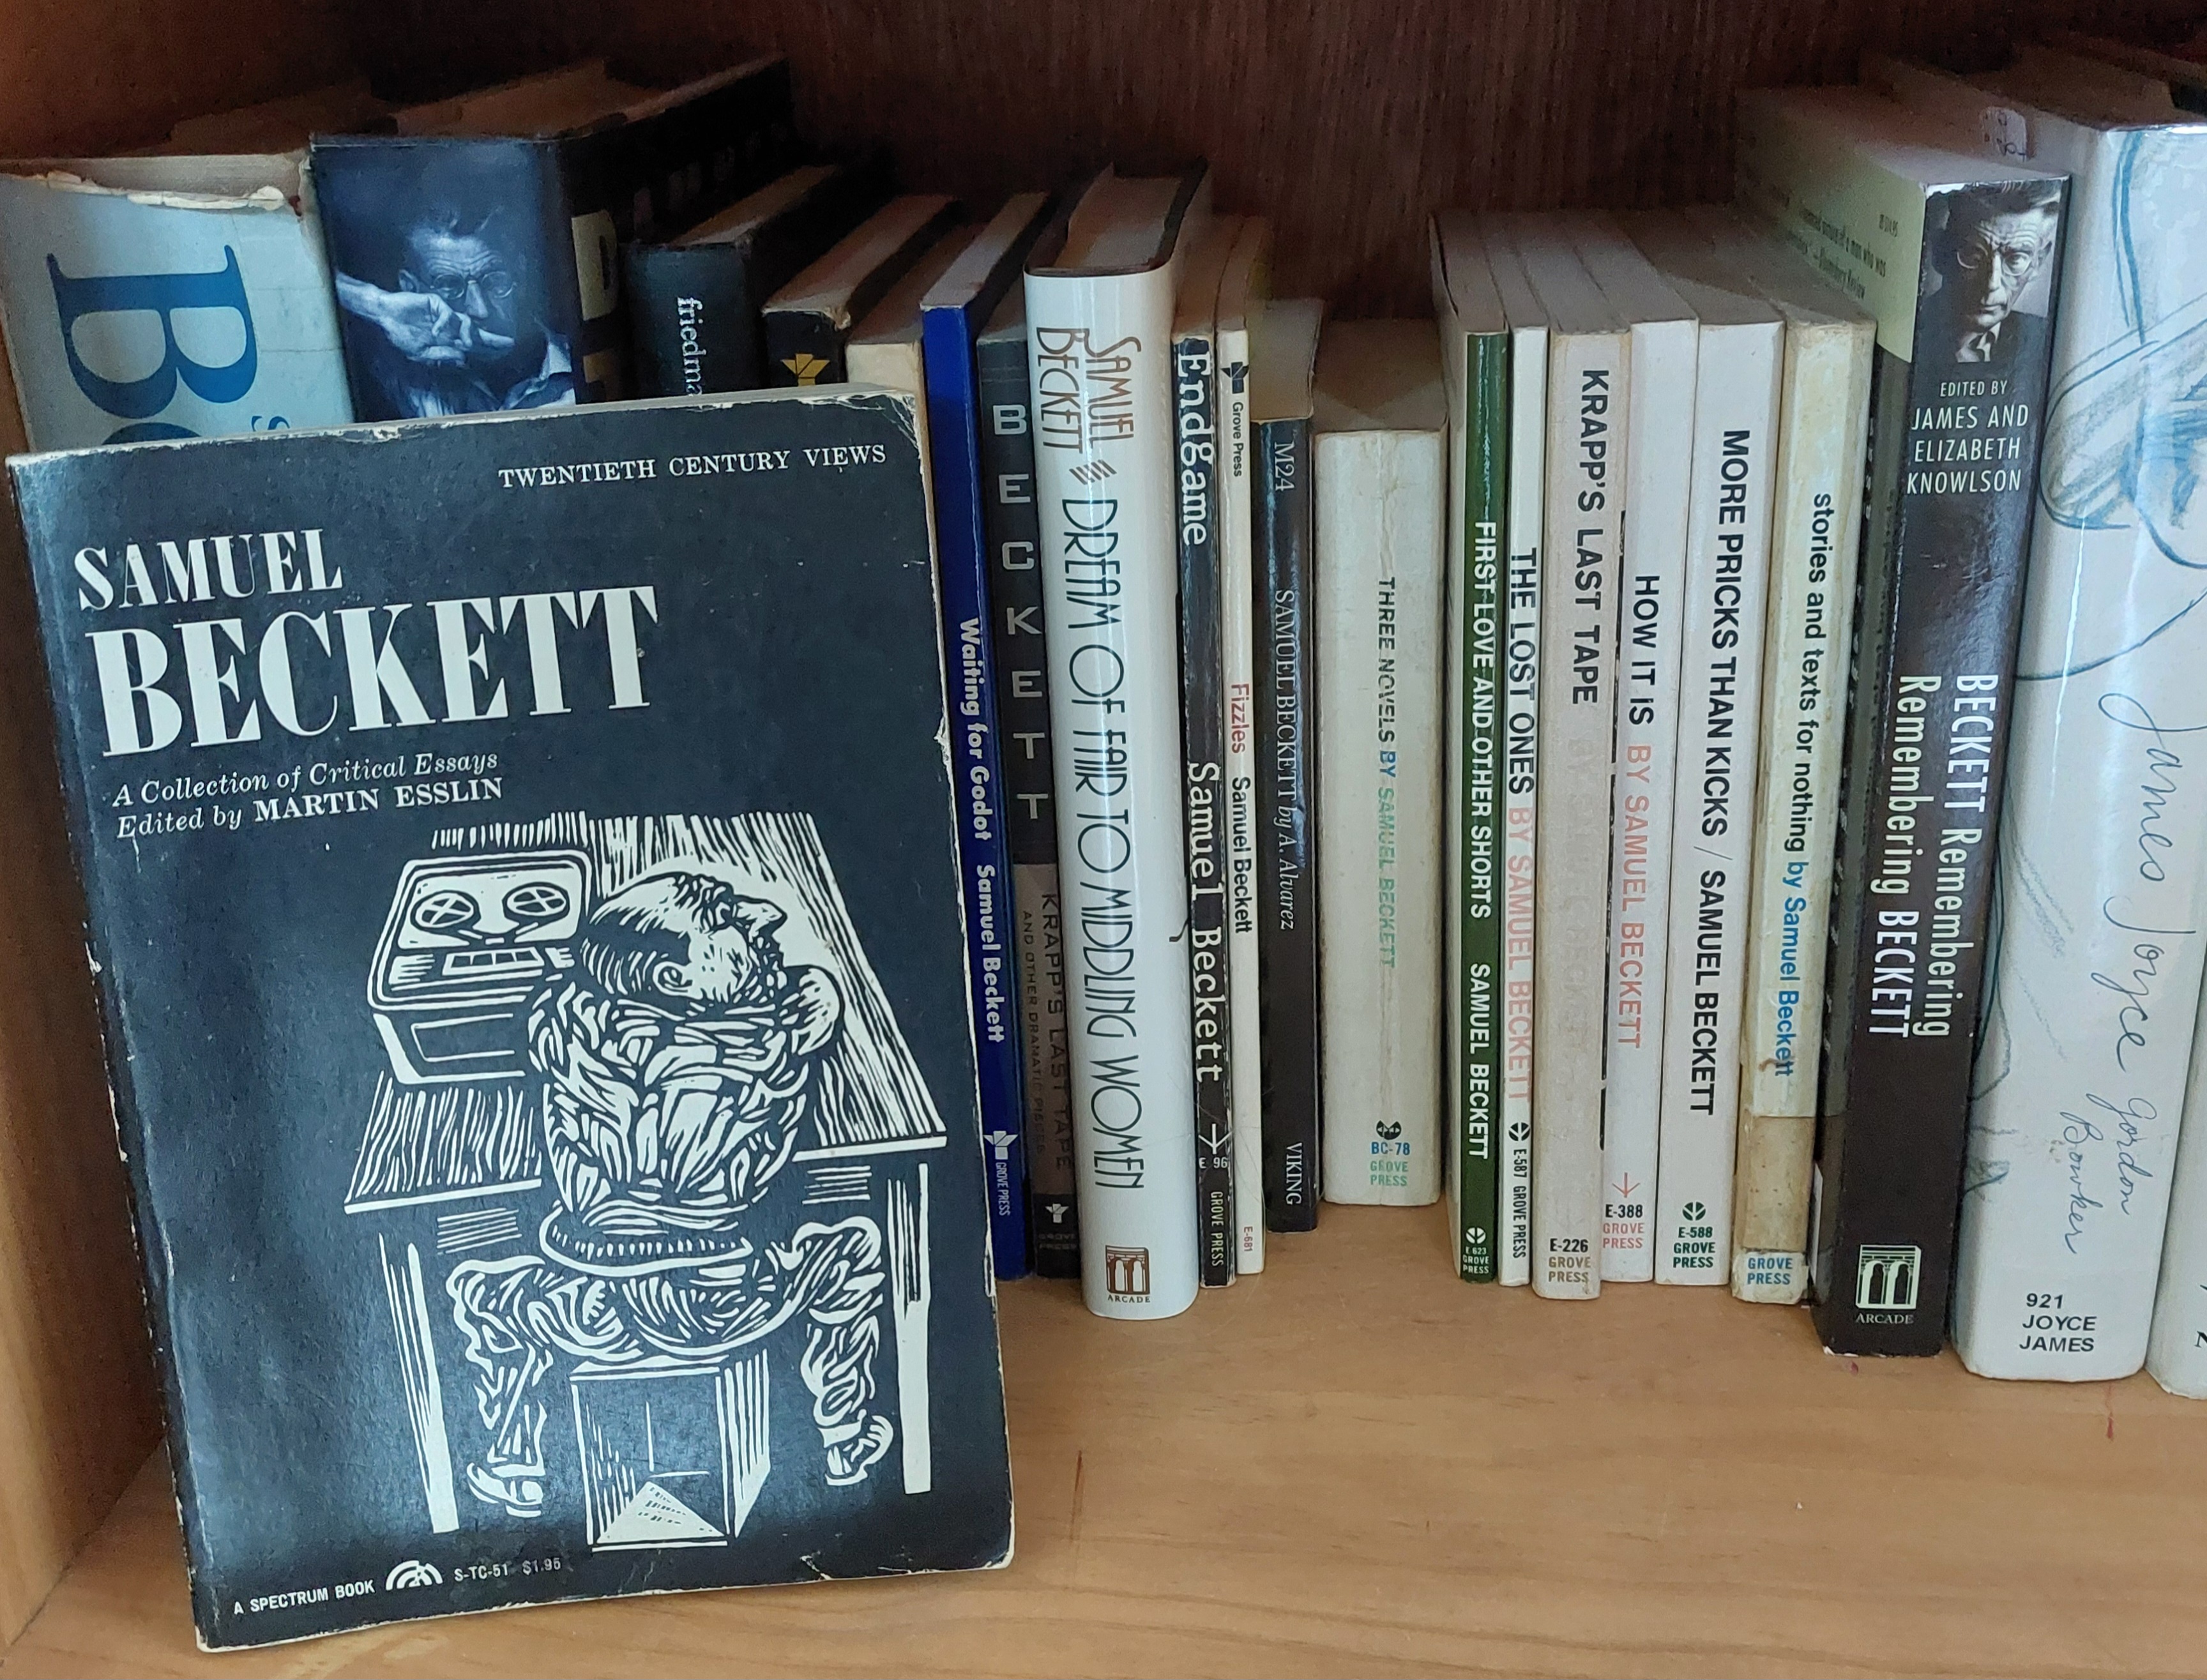 Bo
S
D
friedma
TWENTIETH CENTURY VIEWS
SAMUEL
BECKETT
A Collection of Critical Essays
Edited by MARTIN ESSLIN
A SPECTRUM BOOK
S-TC-51 $1.95
Waiting for Godot Samuel Beckett
GROVE PRESS
BECKETT
KRAPP'S LAST TAPE
AND OTHER DRAMATIC PIECES
GROVE
PRESS
SAMUEL
BECKETT
DREAM OF FAIR TO MIDDLING WOMEN
ARCADE
Endgame Samuel Beckett
E 96
GROVE PRESS
Grove Press
Fizzles Samuel Beckett
E-681
M24
SAMUEL BECKETT by A. Alvarez
VIKING
THREE NOVELS BY SAMUEL BECKETT
BC-78
GROVE
PRESS
FIRST LOVE AND OTHER SHORTS SAMUEL BECKETT
E 623
GROVE
PRESS
THE LOST ONES BY SAMUEL BECKETT
E-587 GROVE PRESS
KRAPP'S LAST TAPE BY SAMUEL BECKETT
E-226
GROVE
PRESS
HOW IT IS BY SAMUEL BECKETT
E-388
GROVE
PRESS
MORE PRICKS THAN KICKS / SAMUEL BECKETT
E-588
GROVE
PRESS
stories and texts for nothing by Samuel Beckett
GROVE
PRESS
EDITED BY
JAMES AND
ELIZABETH
KNOWLSON
BECKETT Remembering
Remembering BECKETT
ARCADE
James Joyce Gordon
Bowker
921
JOYCE
JAMES
N